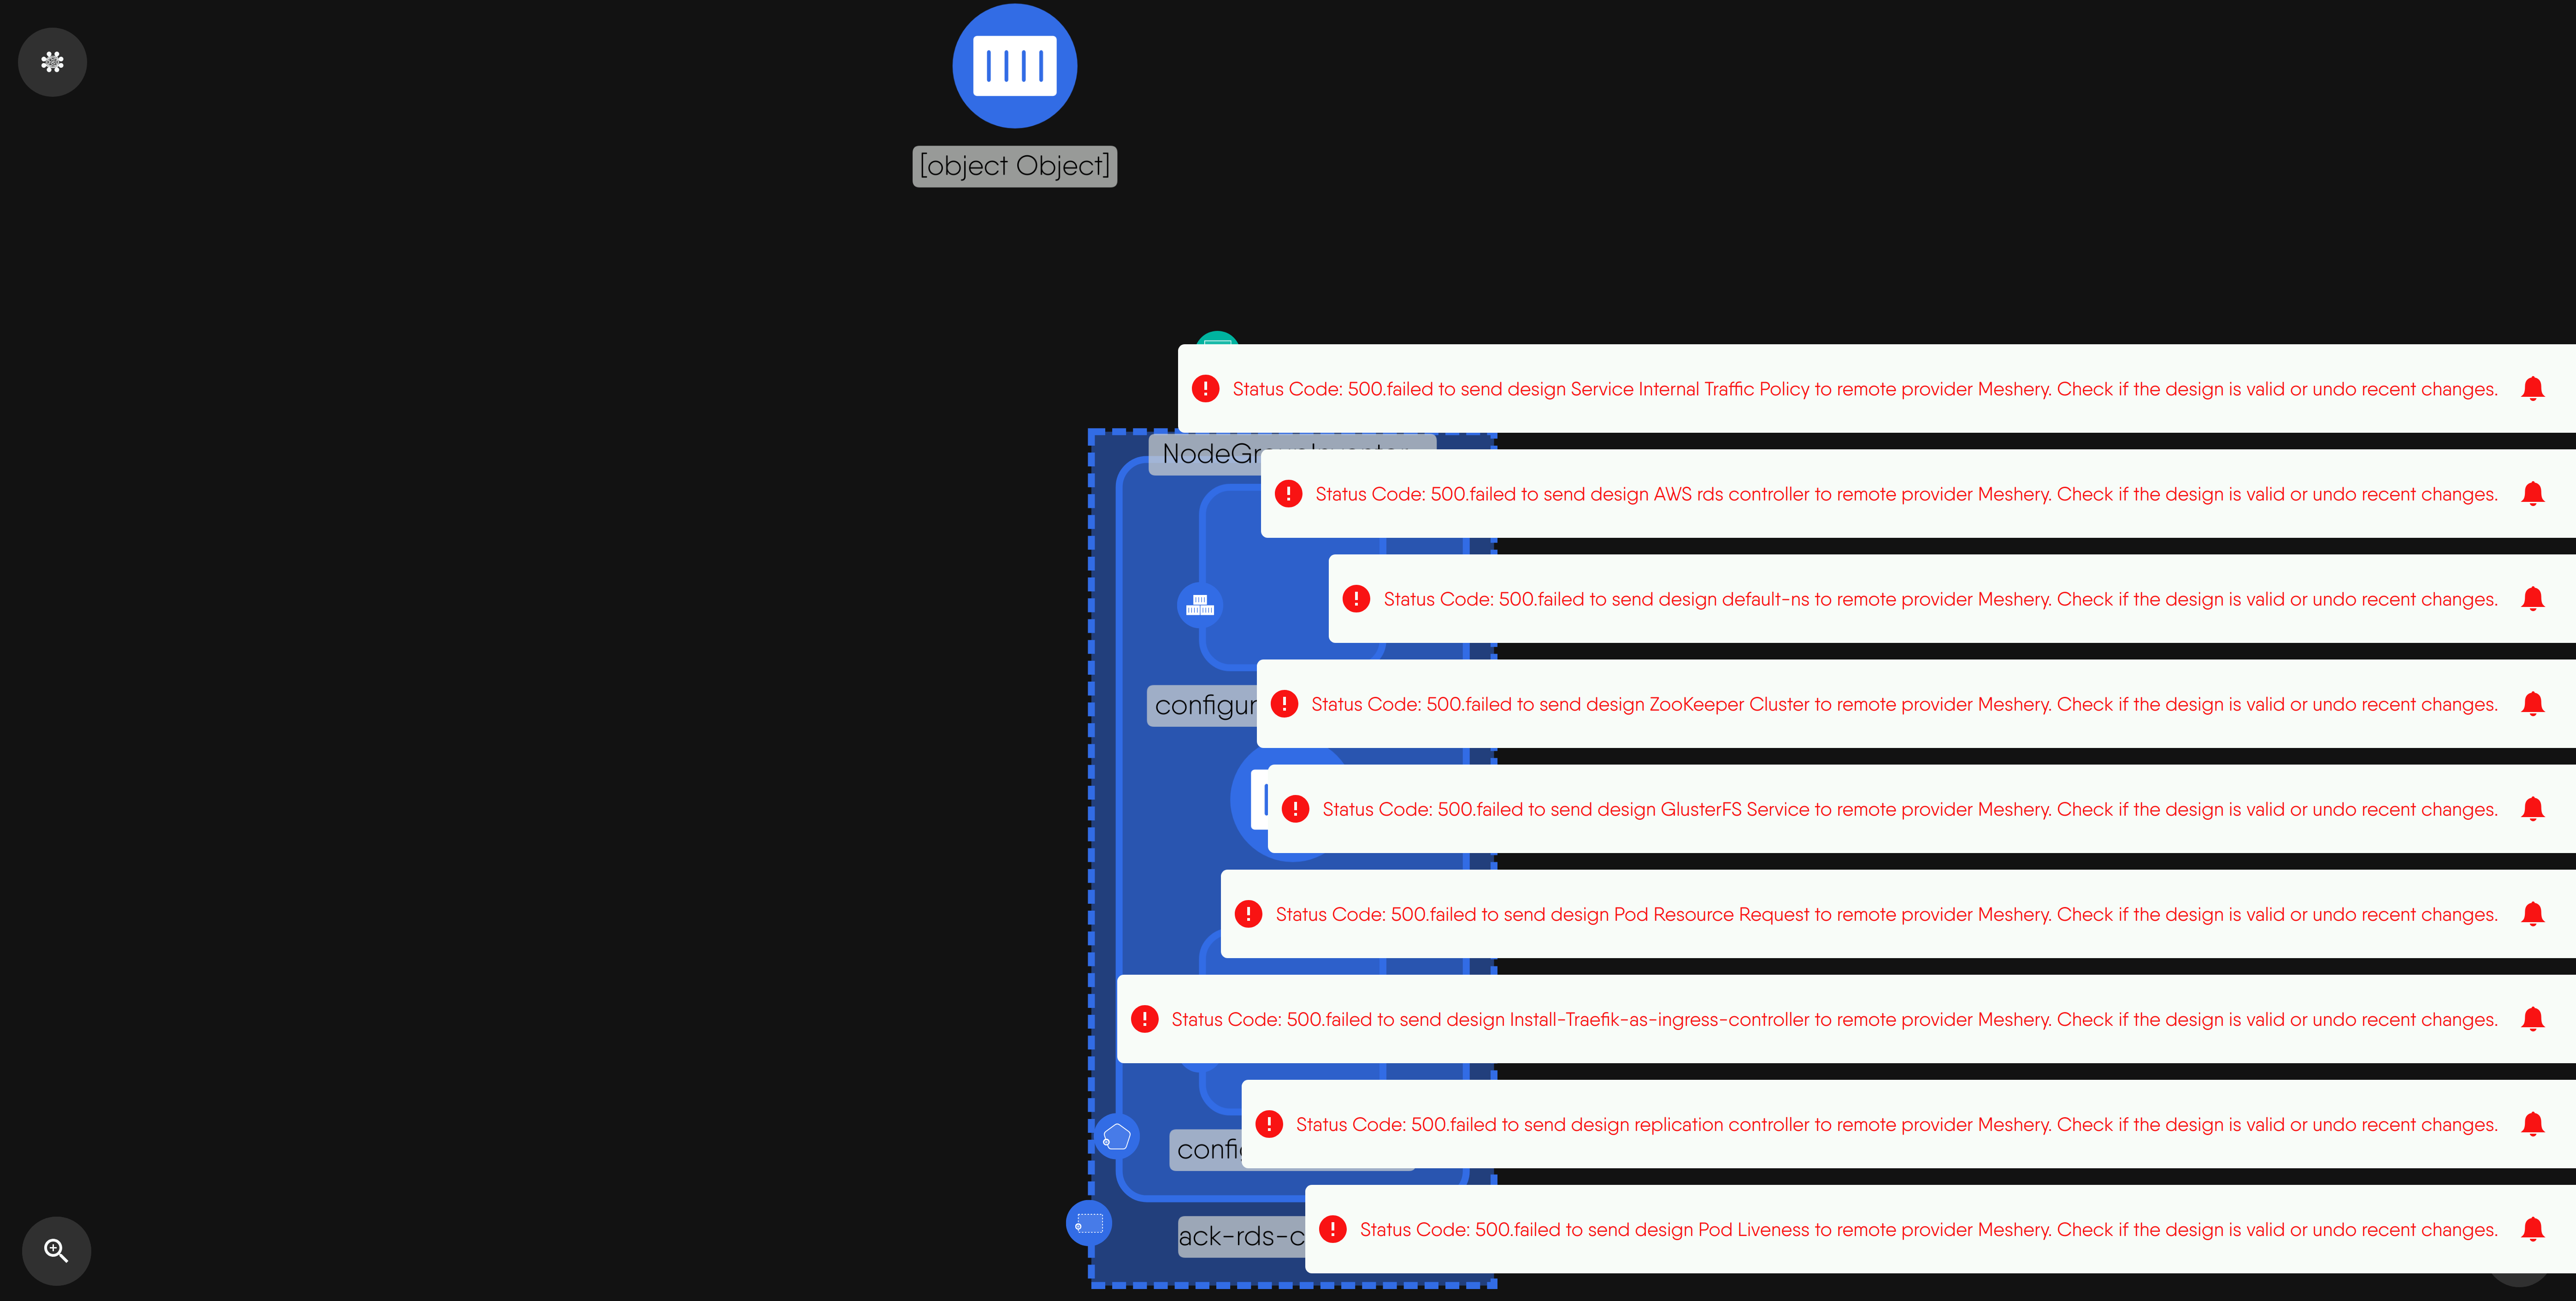 [object Object]
Status Code: 500.failed to send design Service Internal Traffic Policy to remote provider Meshery. Check if the design is valid or undo recent changes.
Status Code: 500.failed to send design AWS rds controller to remote provider Meshery. Check if the design is valid or undo recent changes.
Status Code: 500.failed to send design default-ns to remote provider Meshery. Check if the design is valid or undo recent changes.
Status Code: 500.failed to send design ZooKeeper Cluster to remote provider Meshery. Check if the design is valid or undo recent changes.
configur
Status Code: 500.failed to send design GlusterFS Service to remote provider Meshery. Check if the design is valid or undo recent changes.
Status Code: 500.failed to send design Pod Resource Request to remote provider Meshery. Check if the design is valid or undo recent changes.
Status Code: 500.failed to send design Install-Traefik-as-ingress-controller to remote provider Meshery. Check if the design is valid or undo recent changes.
Status Code: 500.failed to send design replication controller to remote provider Meshery. Check if the design is valid or undo recent changes.
confi
Status Code: 500.failed to send design Pod Liveness to remote provider Meshery. Check if the design is valid or undo recent changes.
ack-rds-c